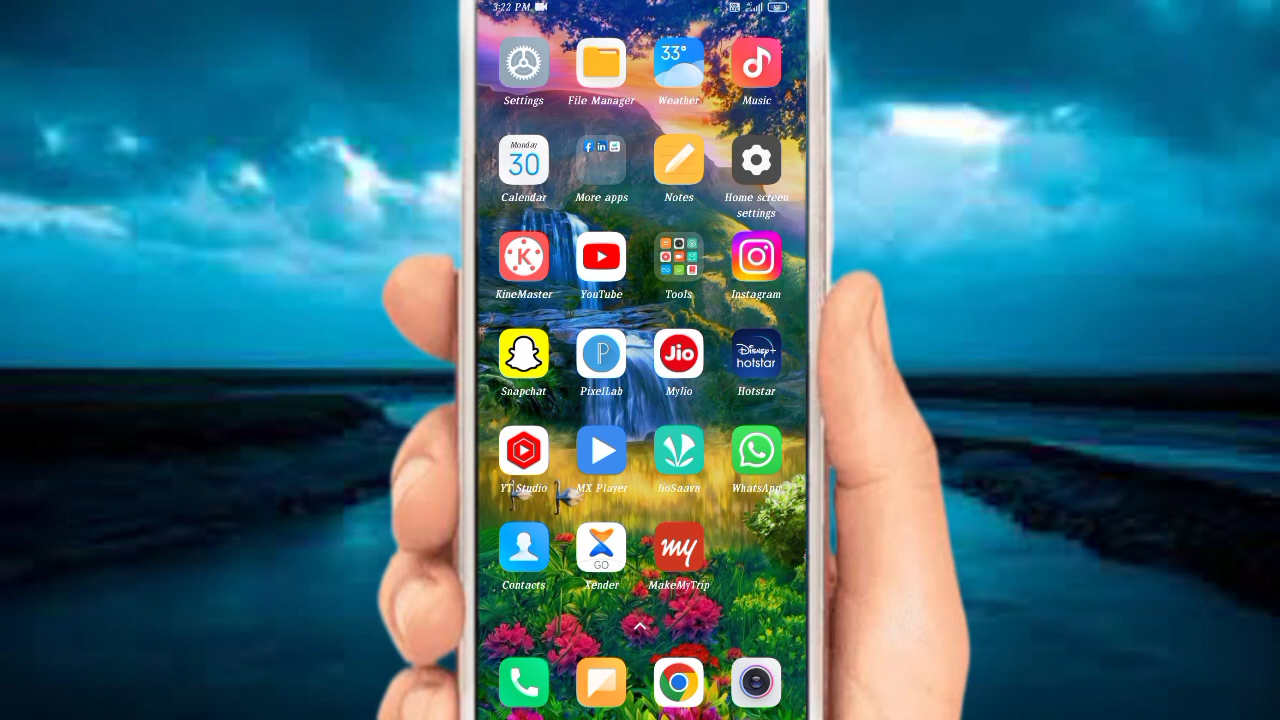 3:22 PM
33°
Settings
File Manager
Weather
Music
Monday
30
Calendar
More apps
Notes
Home screen
settings
K
KineMaster
YouTube
Tools
Instagram
P
Jio
Disney+
hotstar
Snapchat
PixelLab
MyJio
Hotstar
YT Studio
MX Player
JioSaavn
WhatsApp
GO
my
Contacts
Xender
MakeMyTrip